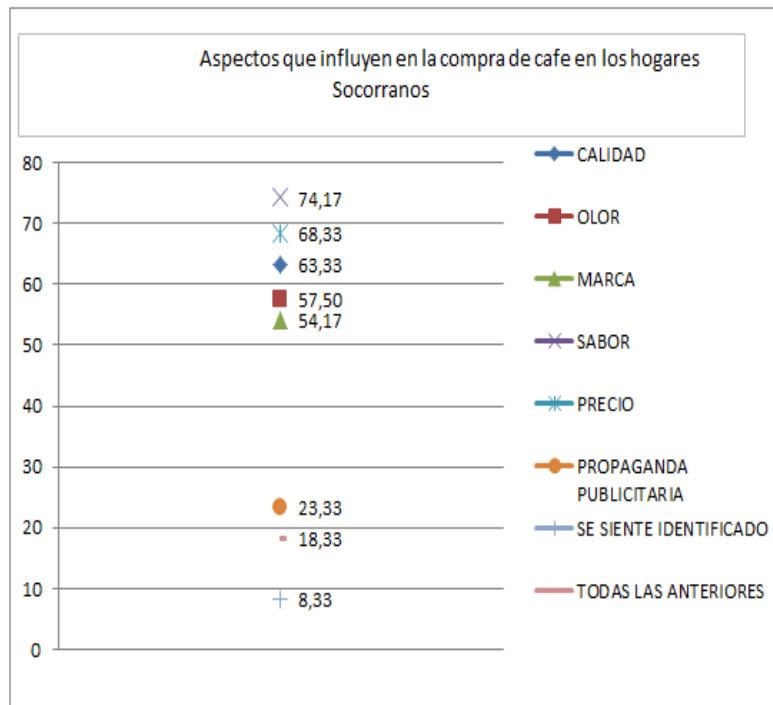 Aspectos que influyen en la compra de cafe en los hogares
Socorranos
80
70
60
50
40
30
20
10
0
74,17
68,33
63,33
57,50
54,17
23,33
18,33
8,33
CALIDAD
OLOR
MARCA
SABOR
PRECIO
PROPAGANDA
PUBLICITARIA
SE SIENTE IDENTIFICADO
TODAS LAS ANTERIORES